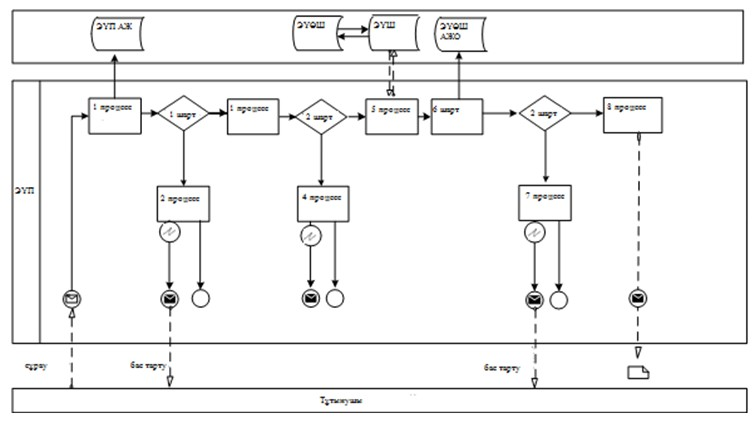 ЭҮП АЖ
ЭҮӨШ
ЭҮШ
ЭҮӨШ
АЖО
1 процесс
1 шарт
1 процесс
2 шарт
5 процесс
6 шарт
2 шарт
8 процесс
ЭҮП
2 процесс
4 процесс
7 процесс
сұрау
бас тарту
бас тарту
Тұтынушы